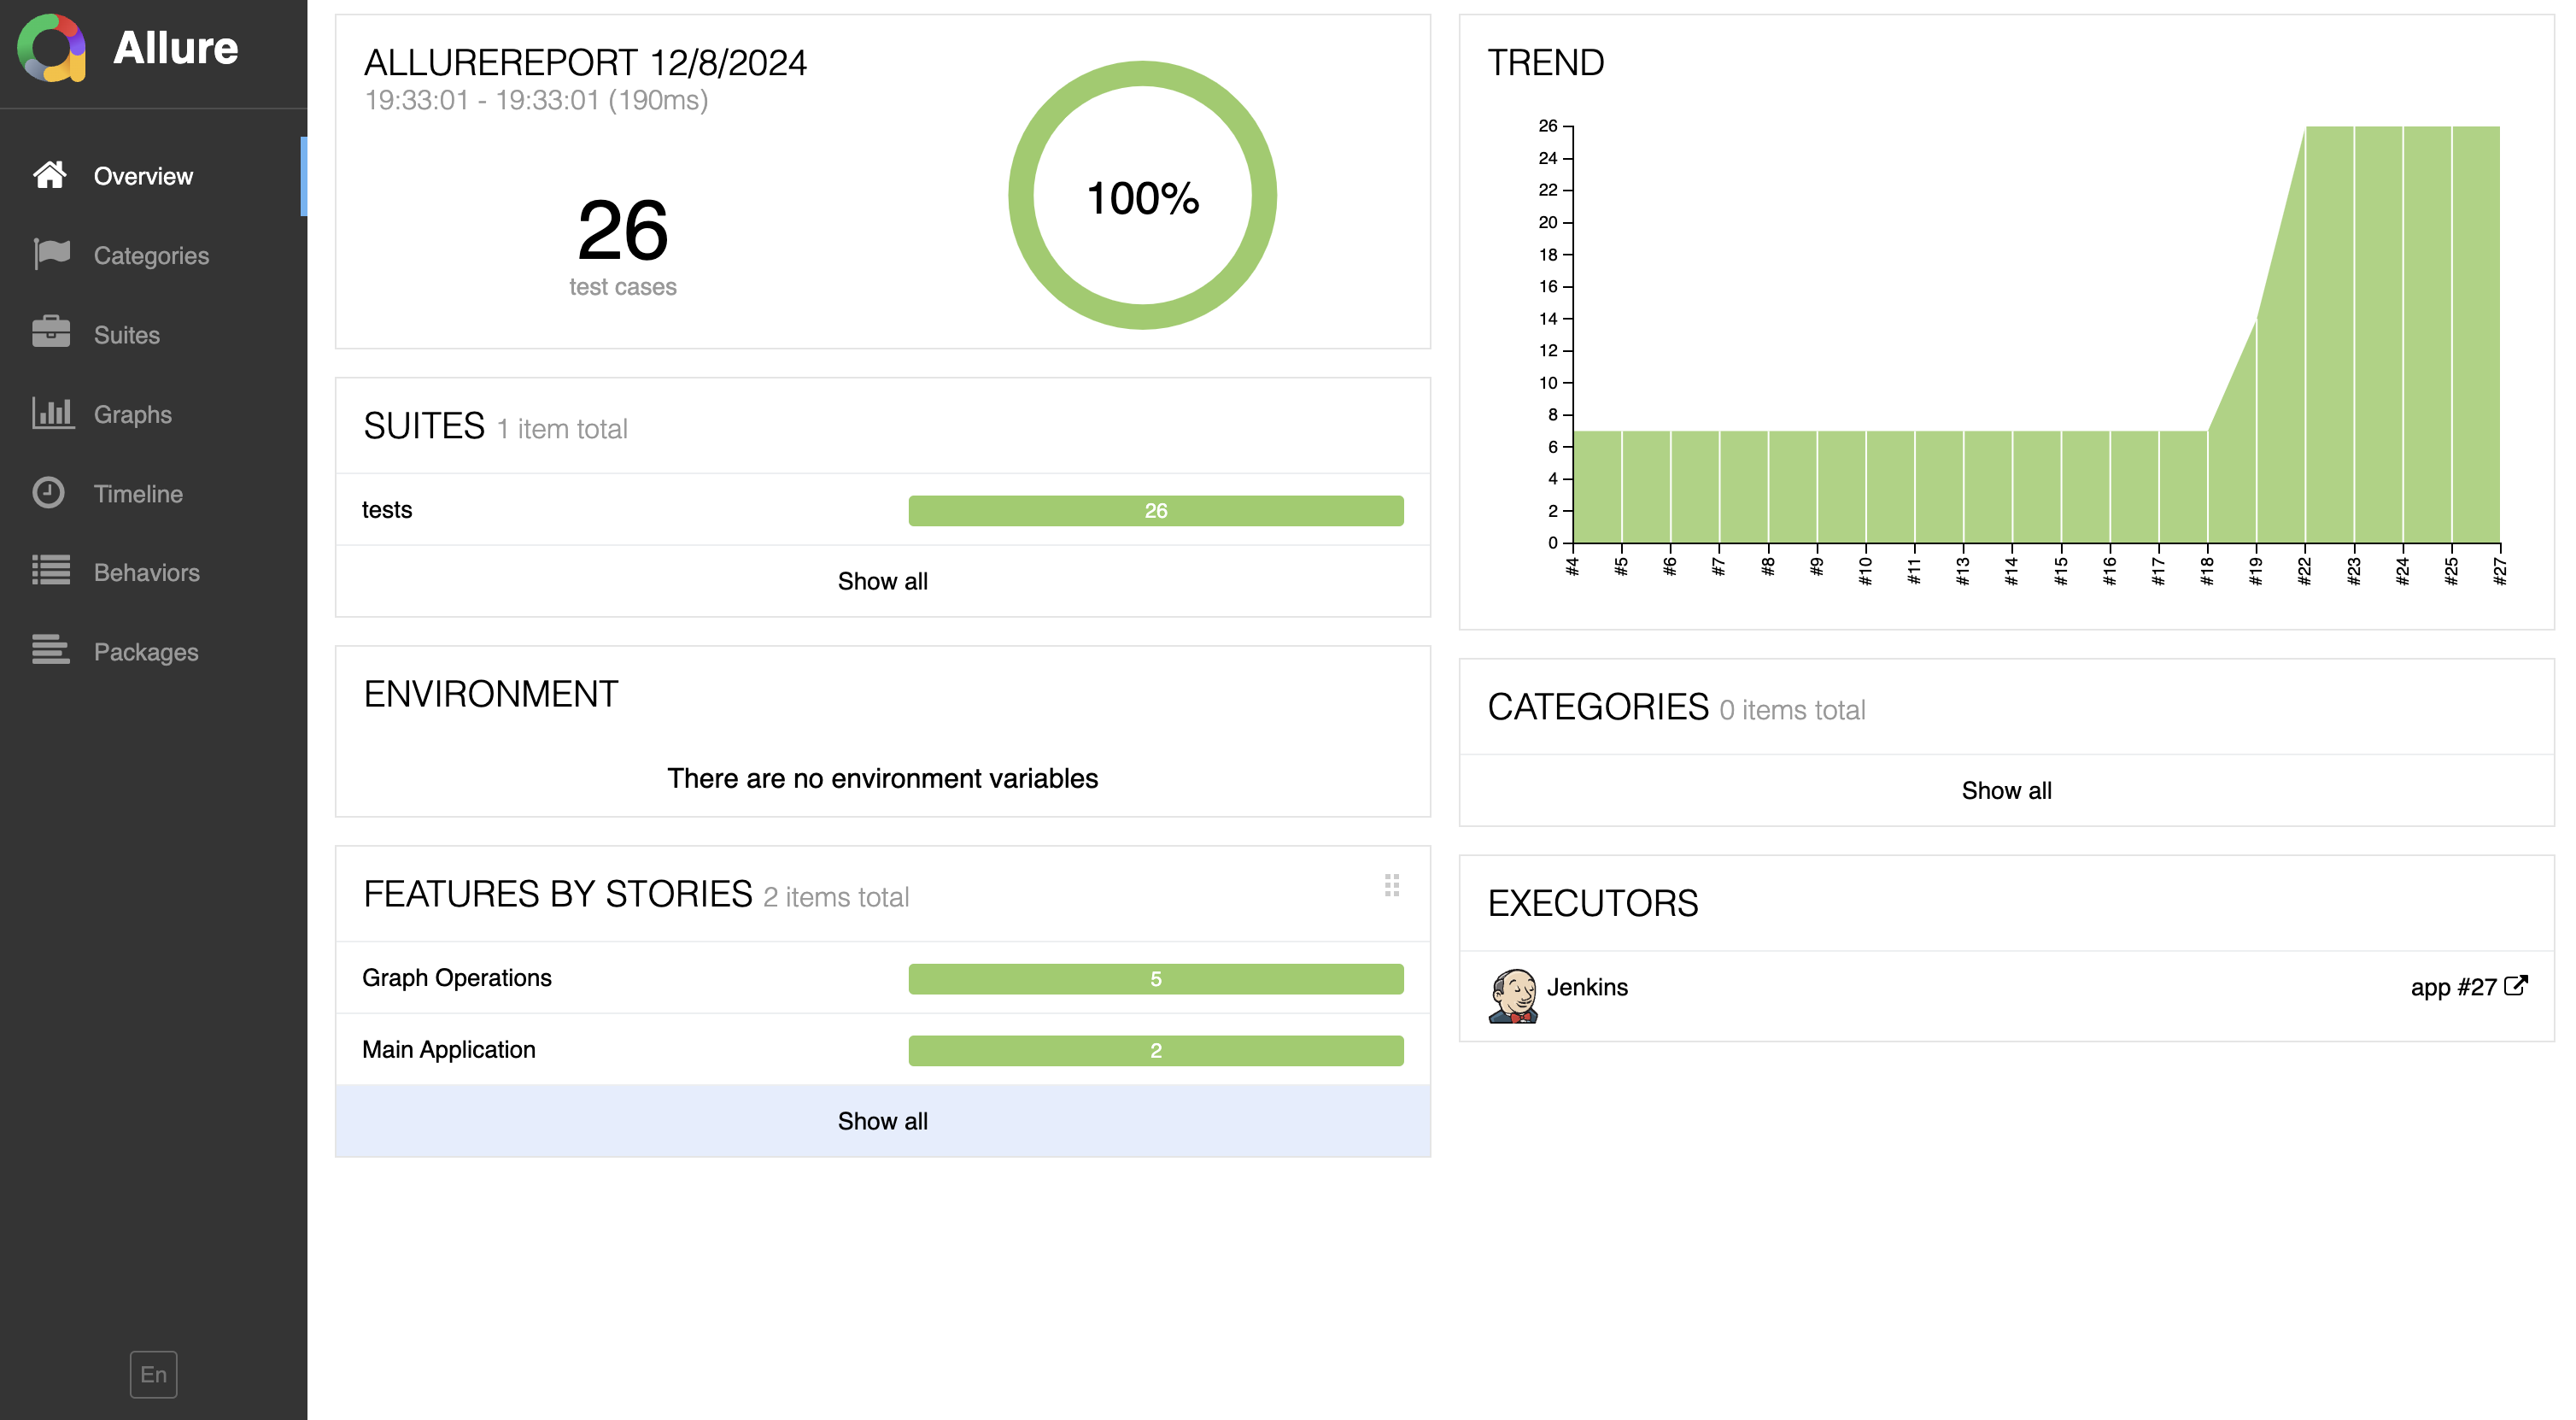 Allure
Overview
Categories
Suites
Graphs
Timeline
Behaviors
Packages
En
ALLUREREPORT 12/8/2024
19:33:01 - 19:33:01 (190ms)
26
test cases
100%
SUITES 1 item total
tests 26
Show all
ENVIRONMENT
There are no environment variables
FEATURES BY STORIES 2 items total
Graph Operations 5
Main Application 2
Show all
TREND
26
24
22
20
18
16
14
12
10
8
6
4
2
0
#4 #5 #6 #7 #8 #9 #10 #11 #13 #14 #15 #16 #17 #18 #19 #22 #23 #24 #25 #27
CATEGORIES 0 items total
Show all
EXECUTORS
Jenkins app #27